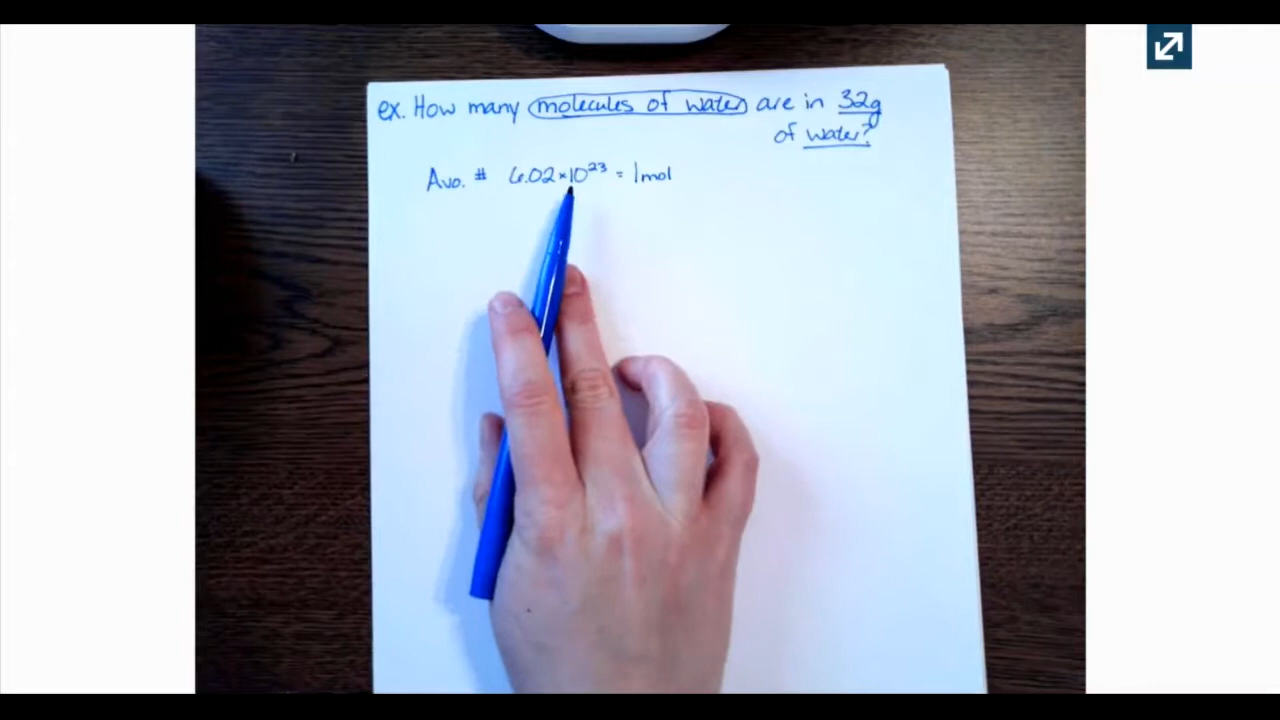 ex. How many molecules of water are in 32g
of water?
Avo. # 6.02×10²³ = 1mol